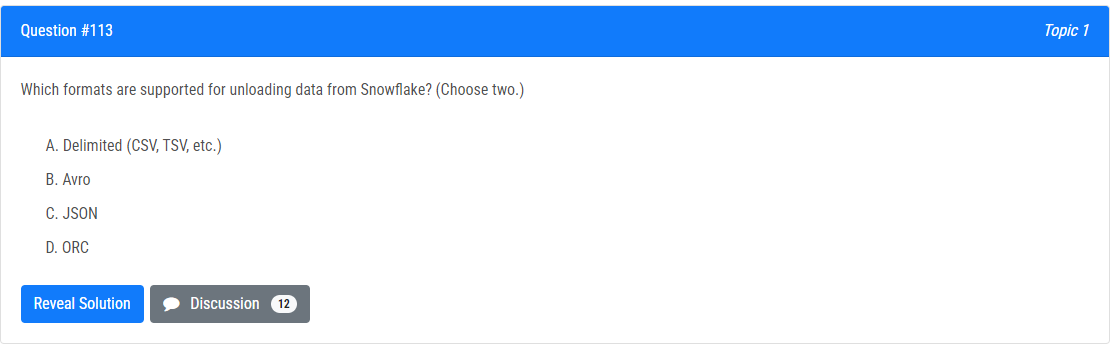 Question #113
Topic 1
Which formats are supported for unloading data from Snowflake? (Choose two.)
A. Delimited (CSV, TSV, etc.)
B. Avro
C. JSON
D. ORC
Reveal Solution
Discussion 12